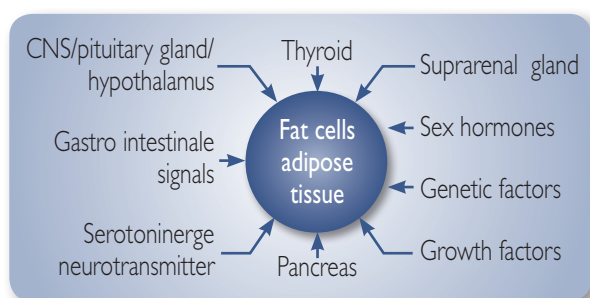 CNS/pituitary gland/
hypothalamus
Thyroid
Suprarenal gland
Gastro intestinale
signals
Fat cells
adipose
tissue
Sex hormones
Genetic factors
Serotoninerge
neurotransmitter
Pancreas
Growth factors